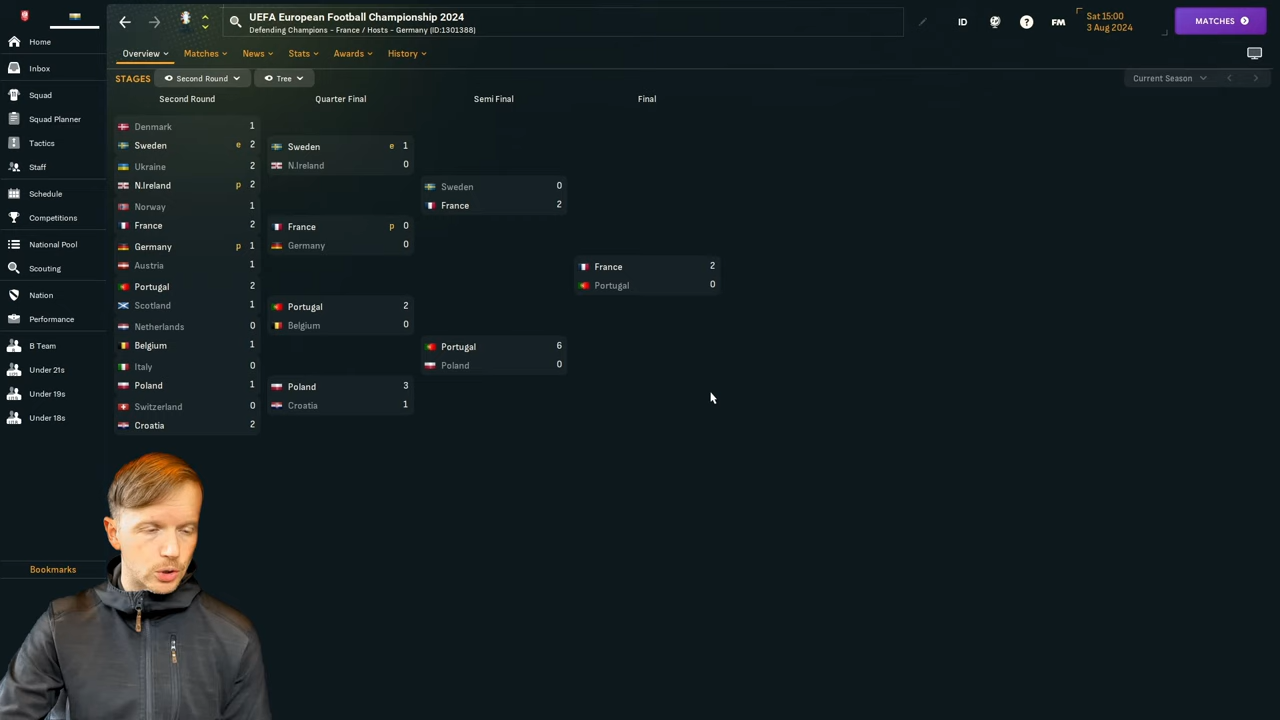 UEFA European Football Championship 2024
Defending Champions - France / Hosts - Germany (ID:1301388)
ID
?
FM
Sat 15:00
3 Aug 2024
MATCHES
Home
Inbox
Squad
Squad Planner
Tactics
Staff
Schedule
Competitions
National Pool
Scouting
Nation
Performance
B Team
Under 21s
Under 19s
Under 18s
Bookmarks
Overview
Matches
News
Stats
Awards
History
STAGES
Second Round
Tree
Current Season
Second Round
Denmark 1
Sweden e 2
Ukraine 2
N.Ireland p 2
Norway 1
France 2
Germany p 1
Austria 1
Portugal 2
Scotland 1
Netherlands 0
Belgium 1
Italy 0
Poland 1
Switzerland 0
Croatia 2
Quarter Final
Sweden e 1
N.Ireland 0
France p 0
Germany 0
Portugal 2
Belgium 0
Poland 3
Croatia 1
Semi Final
Sweden 0
France 2
Portugal 6
Poland 0
Final
France 2
Portugal 0